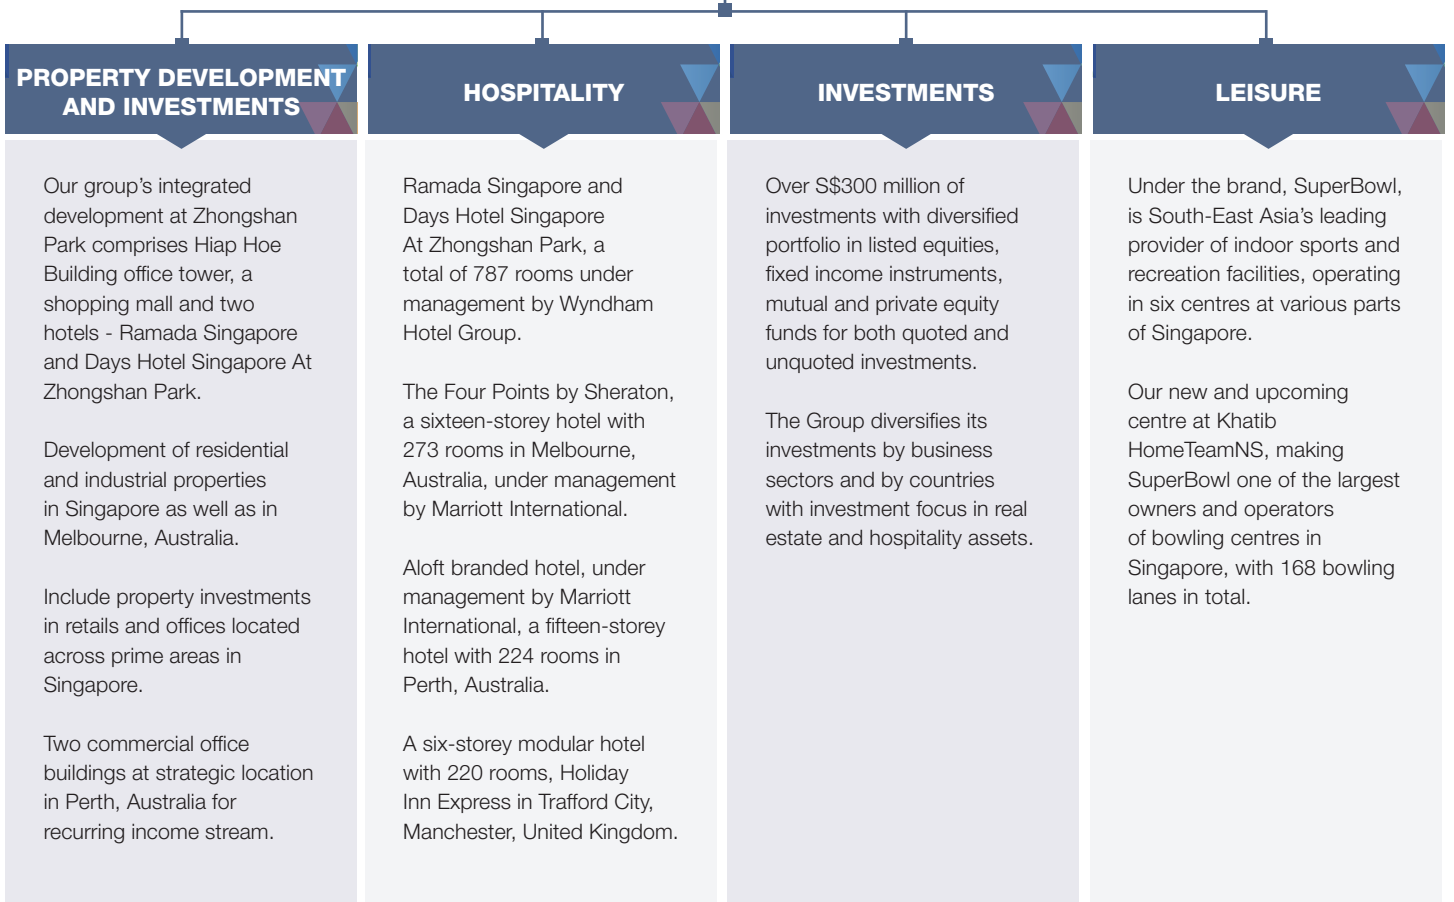 PROPERTY DEVELOPMENT
AND INVESTMENTS
Our group’s integrated
development at Zhongshan
Park comprises Hiap Hoe
Building office tower, a
shopping mall and two
hotels - Ramada Singapore
and Days Hotel Singapore At
Zhongshan Park.
Development of residential
and industrial properties
in Singapore as well as in
Melbourne, Australia.
Include property investments
in retails and offices located
across prime areas in
Singapore.
Two commercial office
buildings at strategic location
in Perth, Australia for
recurring income stream.
HOSPITALITY
Ramada Singapore and
Days Hotel Singapore
At Zhongshan Park, a
total of 787 rooms under
management by Wyndham
Hotel Group.
The Four Points by Sheraton,
a sixteen-storey hotel with
273 rooms in Melbourne,
Australia, under management
by Marriott International.
Aloft branded hotel, under
management by Marriott
International, a fifteen-storey
hotel with 224 rooms in
Perth, Australia.
A six-storey modular hotel
with 220 rooms, Holiday
Inn Express in Trafford City,
Manchester, United Kingdom.
INVESTMENTS
Over S$300 million of
investments with diversified
portfolio in listed equities,
fixed income instruments,
mutual and private equity
funds for both quoted and
unquoted investments.
The Group diversifies its
investments by business
sectors and by countries
with investment focus in real
estate and hospitality assets.
LEISURE
Under the brand, SuperBowl,
is South-East Asia’s leading
provider of indoor sports and
recreation facilities, operating
in six centres at various parts
of Singapore.
Our new and upcoming
centre at Khatib
HomeTeamNS, making
SuperBowl one of the largest
owners and operators
of bowling centres in
Singapore, with 168 bowling
lanes in total.